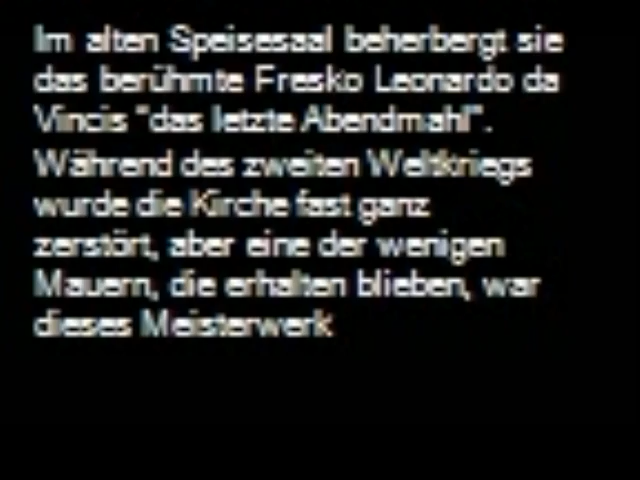 Im alten Speisesaal beherbergt sie
das berühmte Fresko Leonardo da
Vincis "das letzte Abendmahl".
Während des zweiten Weltkriegs
wurde die Kirche fast ganz
zerstört, aber eine der wenigen
Mauern, die erhalten blieben, war
dieses Meisterwerk